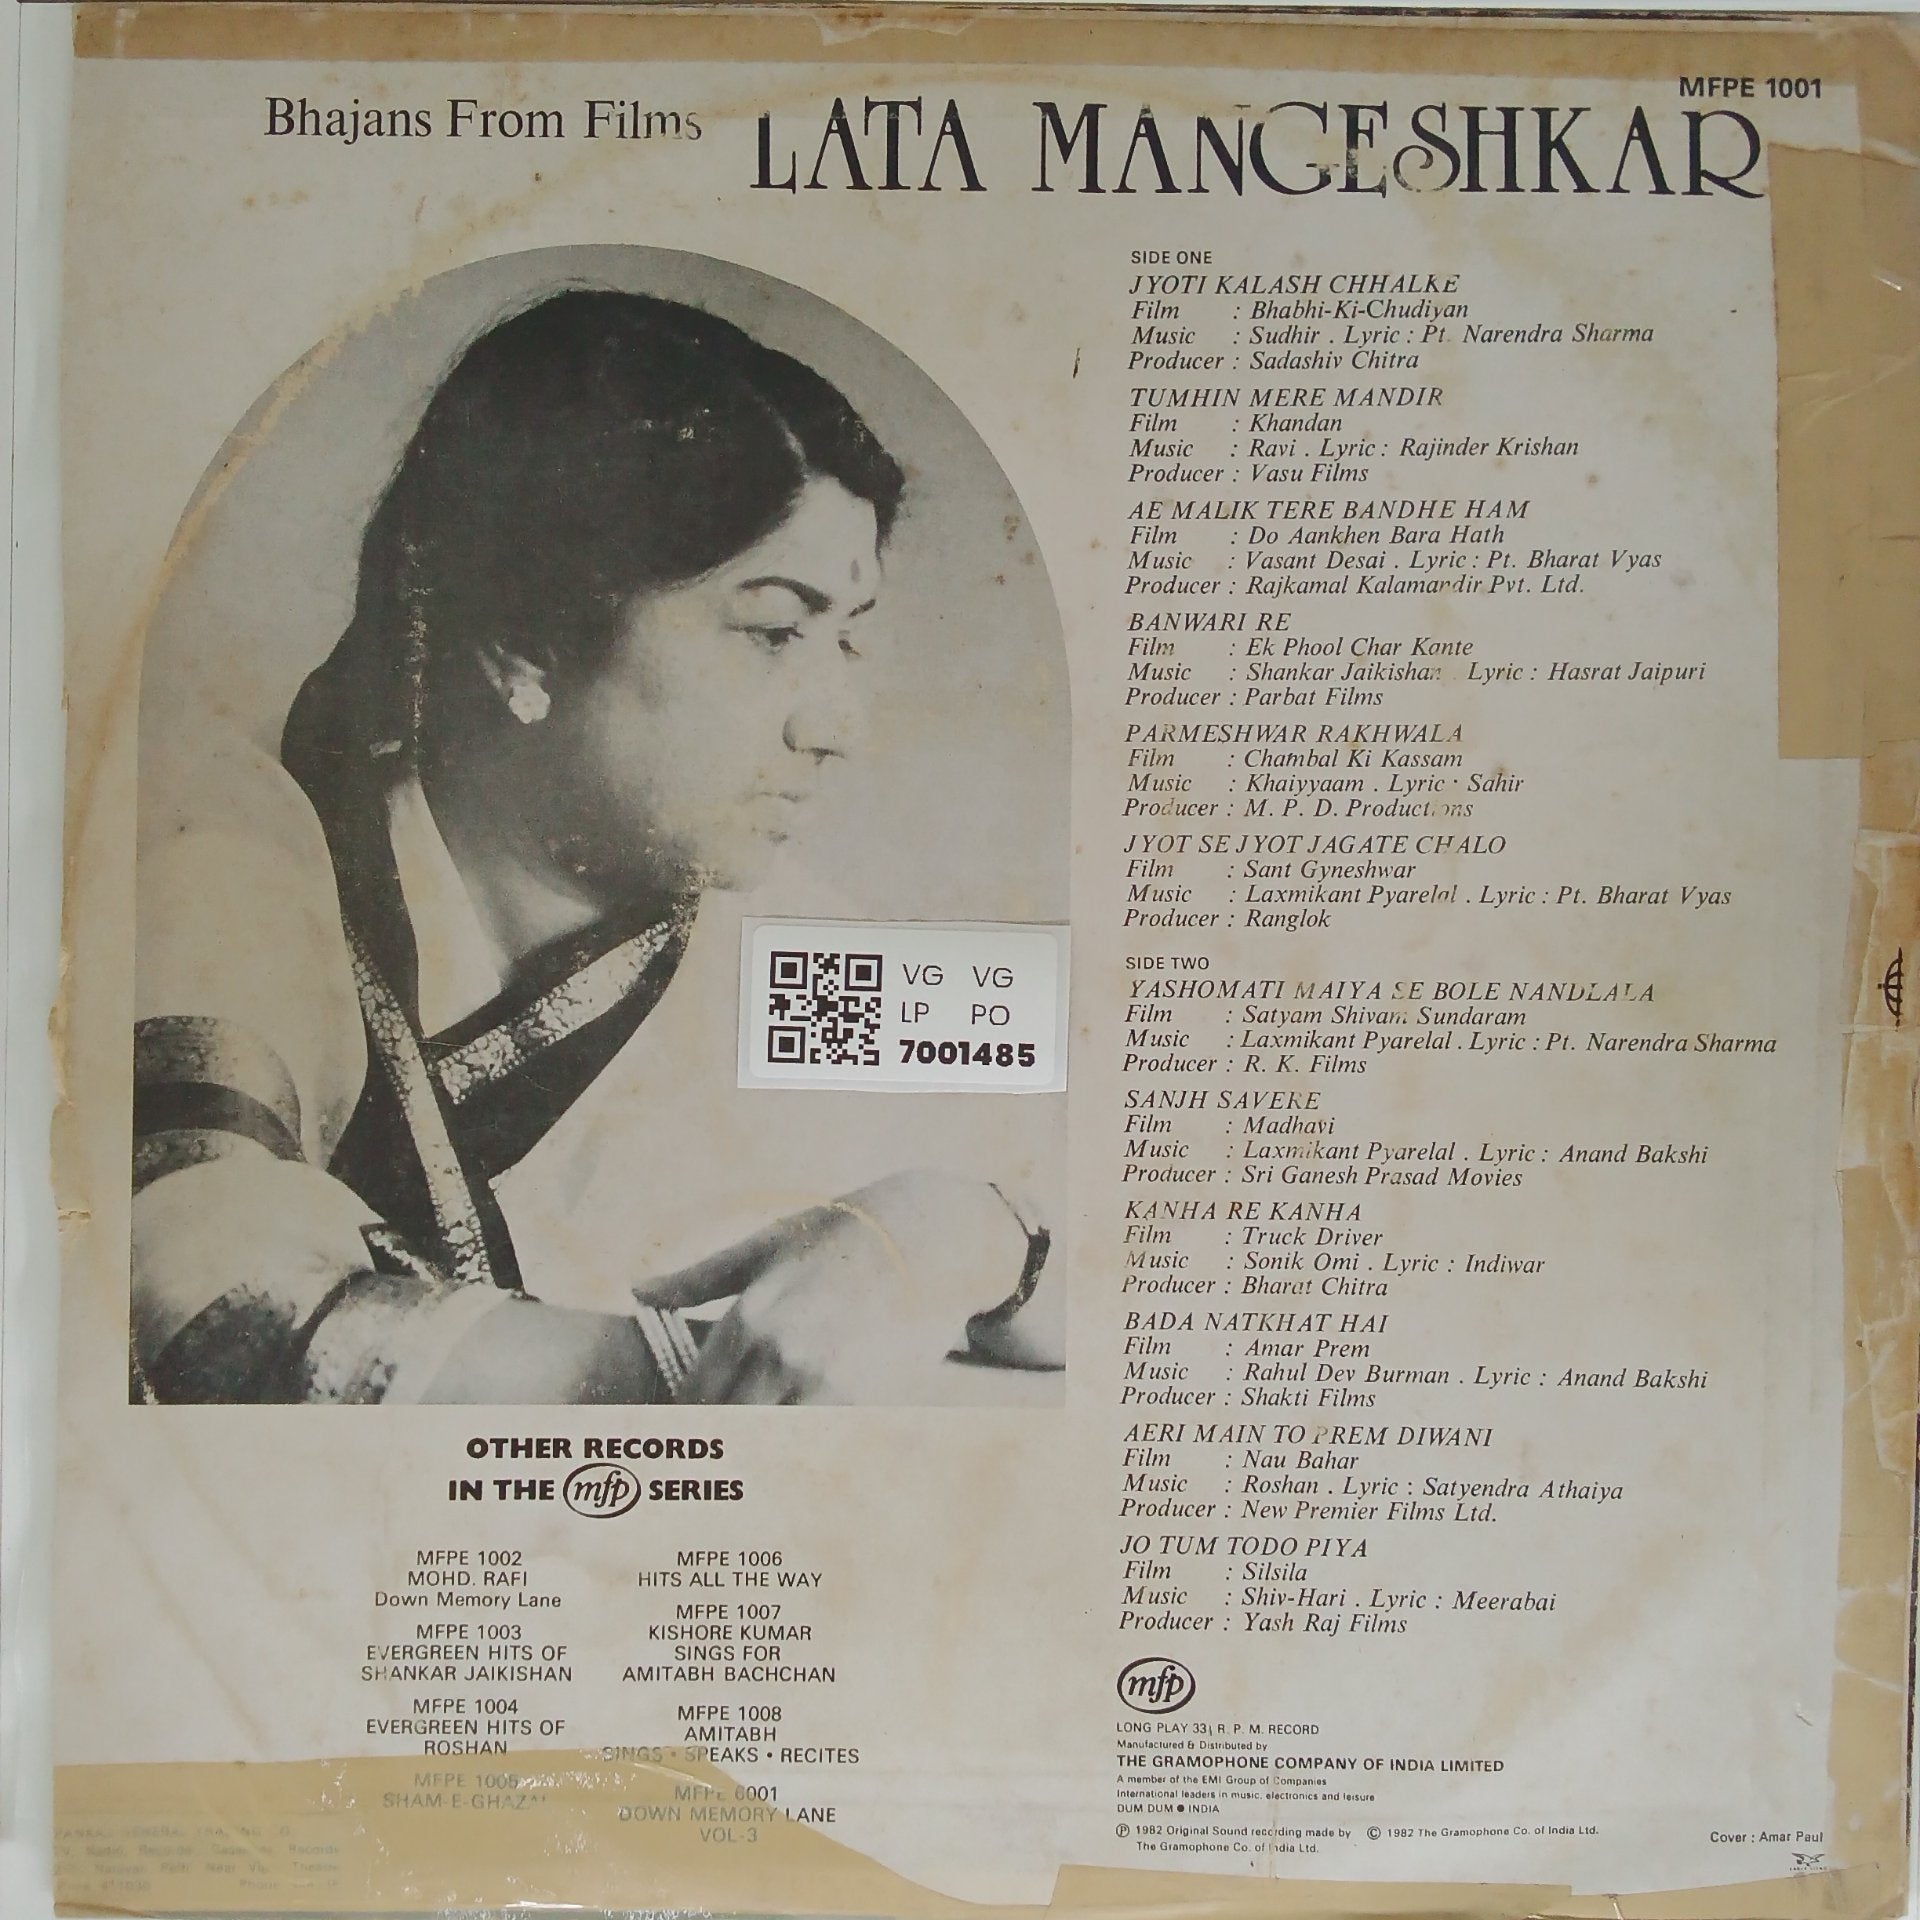 MFPE 1001
Bhajans From Films LATA MANGESHKAR
SIDE ONE
JYOTI KALASH CHHALKE
Film : Bhabhi-Ki-Chudiyan
Music : Sudhir . Lyric : Pt. Narendra Sharma
Producer : Sadashiv Chitra
TUMHIN MERE MANDIR
Film : Khandan
Music : Ravi . Lyric : Rajinder Krishan
Producer : Vasu Films
AE MALIK TERE BANDHE HAM
Film : Do Aankhen Bara Hath
Music : Vasant Desai . Lyric : Pt. Bharat Vyas
Producer : Rajkamal Kalamandir Pvt. Ltd.
BANWARI RE
Film : Ek Phool Char Kante
Music : Shankar Jaikishan . Lyric : Hasrat Jaipuri
Producer : Parbat Films
PARMESHWAR RAKHWALA
Film : Chambal Ki Kassam
Music : Khaiyyaam . Lyric : Sahir
Producer : M. P. D. Productions
JYOT SE JYOT JAGATE CHALO
Film : Sant Gyneshwar
Music : Laxmikant Pyarelal . Lyric : Pt. Bharat Vyas
Producer : Ranglok
SIDE TWO
YASHOMATI MAIYA SE BOLE NANDLALA
Film : Satyam Shivam Sundaram
Music : Laxmikant Pyarelal . Lyric : Pt. Narendra Sharma
Producer : R. K. Films
SANJH SAVERE
Film : Madhavi
Music : Laxmikant Pyarelal . Lyric : Anand Bakshi
Producer : Sri Ganesh Prasad Movies
KANHA RE KANHA
Film : Truck Driver
Music : Sonik Omi . Lyric : Indiwar
Producer : Bharat Chitra
BADA NATKHAT HAI
Film : Amar Prem
Music : Rahul Dev Burman . Lyric : Anand Bakshi
Producer : Shakti Films
AERI MAIN TO PREM DIWANI
Film : Nau Bahar
Music : Roshan . Lyric : Satyendra Athaiya
Producer : New Premier Films Ltd.
JO TUM TODO PIYA
Film : Silsila
Music : Shiv-Hari . Lyric : Meerabai
Producer : Yash Raj Films
VG VG
LP PO
7001485
OTHER RECORDS
IN THE mfp SERIES
MFPE 1002
MOHD. RAFI
Down Memory Lane
MFPE 1003
EVERGREEN HITS OF
SHANKAR JAIKISHAN
MFPE 1004
EVERGREEN HITS OF
ROSHAN
MFPE 1005
SHAM-E-GHAZAL
MFPE 1006
HITS ALL THE WAY
MFPE 1007
KISHORE KUMAR
SINGS FOR
AMITABH BACHCHAN
MFPE 1008
AMITABH
SINGS • SPEAKS • RECITES
MFPE 6001
DOWN MEMORY LANE
VOL-3
mfp
LONG PLAY 33⅓ R. P. M. RECORD
Manufactured & Distributed by
THE GRAMOPHONE COMPANY OF INDIA LIMITED
A member of the EMI Group of Companies
International leaders in music, electronics and leisure
DUM DUM ● INDIA
℗ 1982 Original Sound recording made by © 1982 The Gramophone Co. of India Ltd.
The Gramophone Co. of India Ltd.
Cover : Amar Paul